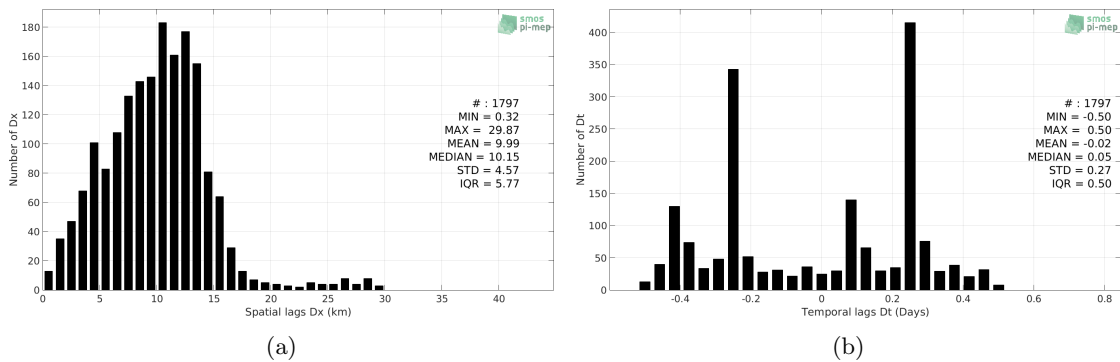 smos
pi-mep
Number of Dx
180
160
140
120
100
80
60
40
20
0
# : 1797
MIN = 0.32
MAX = 29.87
MEAN = 9.99
MEDIAN = 10.15
STD = 4.57
IQR = 5.77
0 5 10 15 20 25 30 35 40
Spatial lags Dx (km)
(a)
smos
pi-mep
Number of Dt
400
350
300
250
200
150
100
50
0
# : 1797
MIN = -0.50
MAX = 0.50
MEAN = -0.02
MEDIAN = 0.05
STD = 0.27
IQR = 0.50
-0.4 -0.2 0 0.2 0.4 0.6 0.8
Temporal lags Dt (Days)
(b)